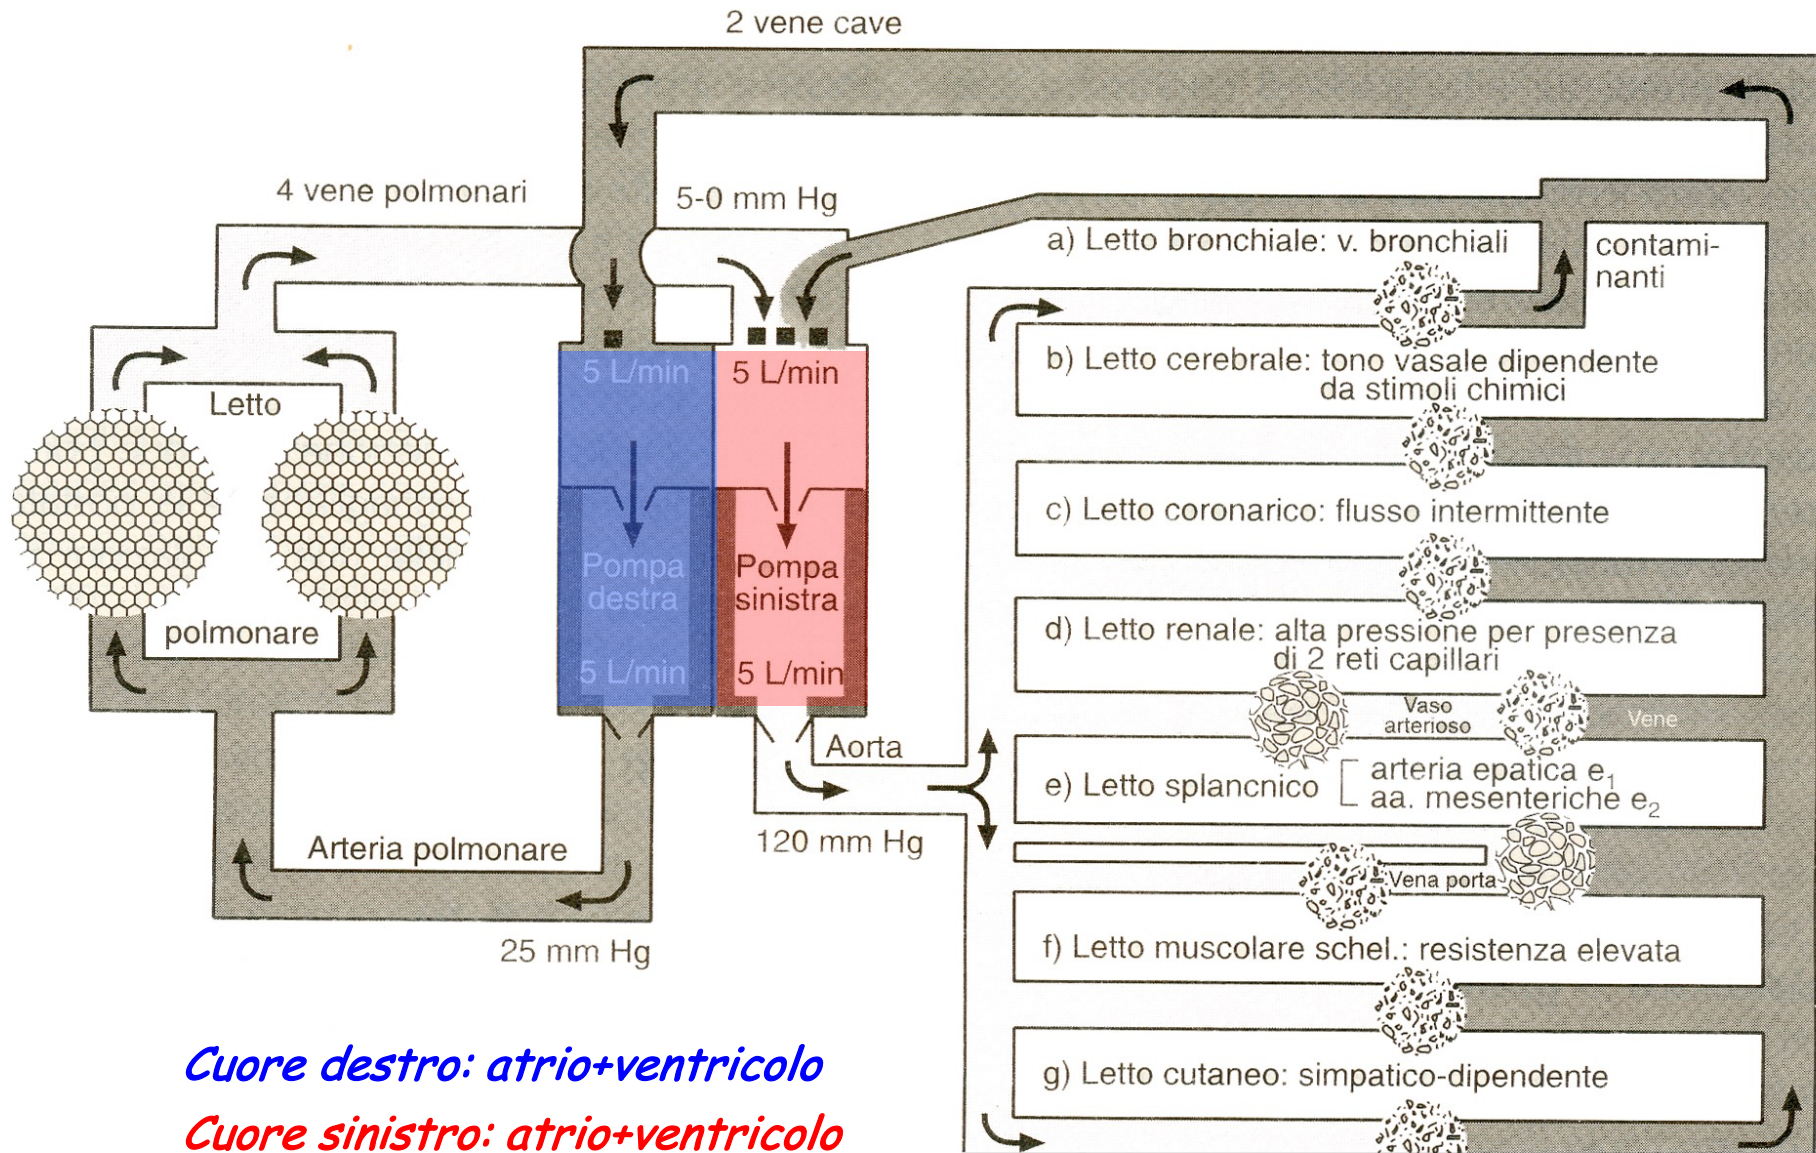 2 vene cave
4 vene polmonari
5-0 mm Hg
a) Letto bronchiale: v. bronchiali
contami-
nanti
b) Letto cerebrale: tono vasale dipendente
da stimoli chimici
5 L/min
5 L/min
Letto
c) Letto coronarico: flusso intermittente
Pompa
destra
Pompa
sinistra
polmonare
d) Letto renale: alta pressione per presenza
di 2 reti capillari
5 L/min
5 L/min
Vaso
arterioso
Vene
Aorta
e) Letto splancnico
arteria epatica e1
aa. mesenteriche e2
120 mm Hg
Arteria polmonare
Vena porta
25 mm Hg
f) Letto muscolare schel.: resistenza elevata
Cuore destro: atrio+ventricolo
g) Letto cutaneo: simpatico-dipendente
Cuore sinistro: atrio+ventricolo